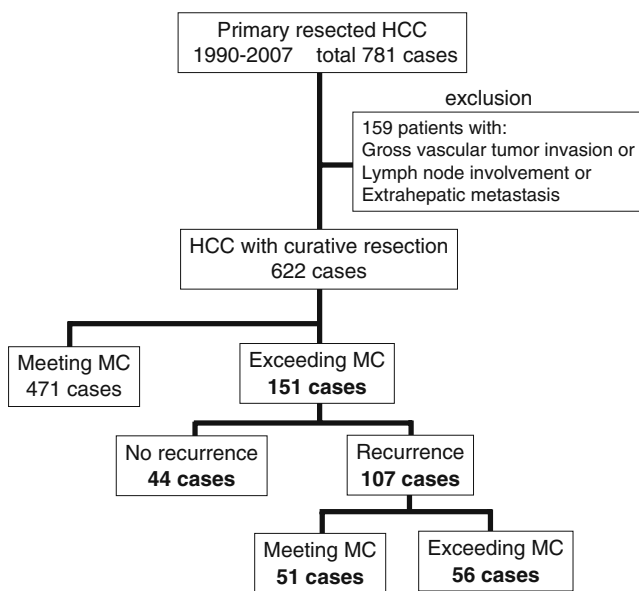 Primary resected HCC
1990-2007 total 781 cases
exclusion
159 patients with:
Gross vascular tumor invasion or
Lymph node involvement or
Extrahepatic metastasis
HCC with curative resection
622 cases
Meeting MC
471 cases
Exceeding MC
151 cases
No recurrence
44 cases
Recurrence
107 cases
Meeting MC
51 cases
Exceeding MC
56 cases